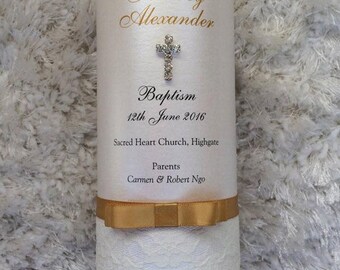 Alexander
Baptism
12th June 2016
Sacred Heart Church, Highgate
Parents
Carmen & Robert Ngo